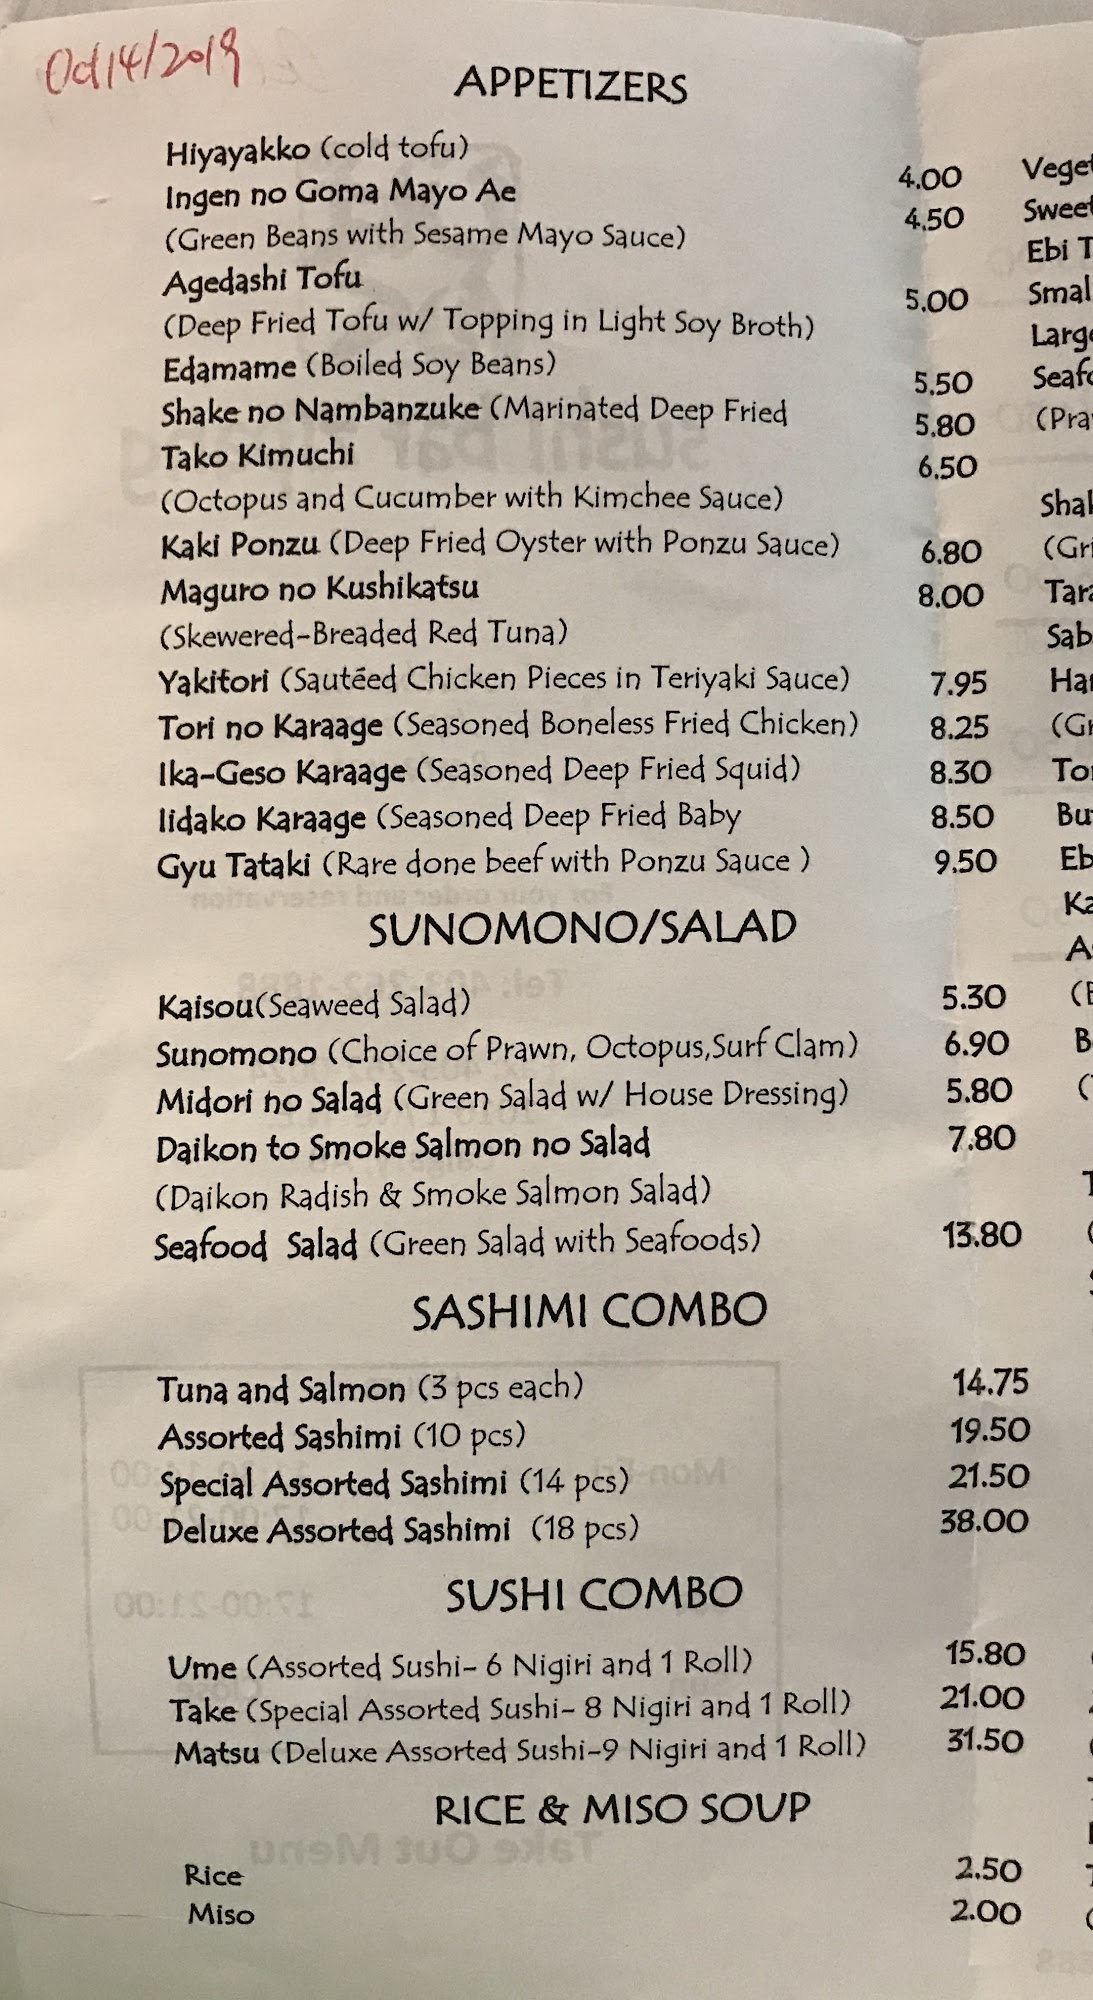 Oct 14/2019
APPETIZERS
Hiyayakko (cold tofu) 4.00
Ingen no Goma Mayo Ae 4.50
(Green Beans with Sesame Mayo Sauce)
Agedashi Tofu 5.00
(Deep Fried Tofu w/ Topping in Light Soy Broth)
Edamame (Boiled Soy Beans) 5.50
Shake no Nambanzuke (Marinated Deep Fried 5.80
Tako Kimuchi 6.50
(Octopus and Cucumber with Kimchee Sauce)
Kaki Ponzu (Deep Fried Oyster with Ponzu Sauce) 6.80
Maguro no Kushikatsu 8.00
(Skewered-Breaded Red Tuna)
Yakitori (Sautéed Chicken Pieces in Teriyaki Sauce) 7.95
Tori no Karaage (Seasoned Boneless Fried Chicken) 8.25
Ika-Geso Karaage (Seasoned Deep Fried Squid) 8.30
Iidako Karaage (Seasoned Deep Fried Baby 8.50
Gyu Tataki (Rare done beef with Ponzu Sauce ) 9.50
SUNOMONO/SALAD
Kaisou(Seaweed Salad) 5.30
Sunomono (Choice of Prawn, Octopus,Surf Clam) 6.90
Midori no Salad (Green Salad w/ House Dressing) 5.80
Daikon to Smoke Salmon no Salad 7.80
(Daikon Radish & Smoke Salmon Salad)
Seafood Salad (Green Salad with Seafoods) 13.80
SASHIMI COMBO
Tuna and Salmon (3 pcs each) 14.75
Assorted Sashimi (10 pcs) 19.50
Special Assorted Sashimi (14 pcs) 21.50
Deluxe Assorted Sashimi (18 pcs) 38.00
SUSHI COMBO
Ume (Assorted Sushi- 6 Nigiri and 1 Roll) 15.80
Take (Special Assorted Sushi- 8 Nigiri and 1 Roll) 21.00
Matsu (Deluxe Assorted Sushi-9 Nigiri and 1 Roll) 31.50
RICE & MISO SOUP
Rice 2.50
Miso 2.00
Ebi